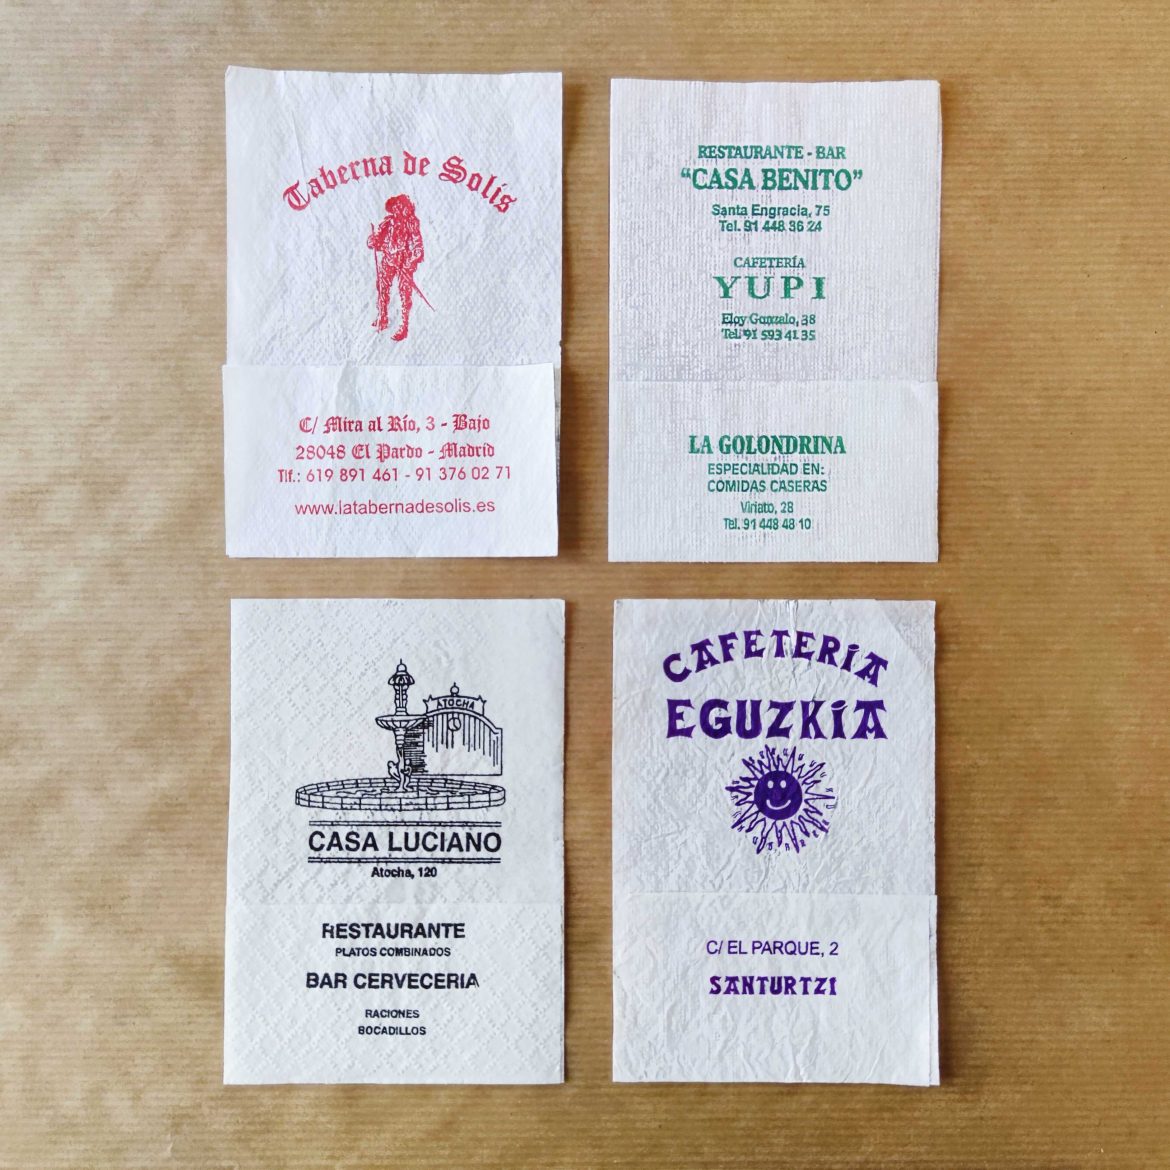 Taberna de Solís
C/ Mira al Río, 3 - Bajo
28048 El Pardo - Madrid
Tlf.: 619 891 461 - 91 376 02 71
www.latabernadesolis.es
RESTAURANTE - BAR
"CASA BENITO"
Santa Engracia, 75
Tel. 91 448 36 24
CAFETERÍA
YUPI
Eloy Gonzalo, 38
Tel. 91 593 41 35
LA GOLONDRINA
ESPECIALIDAD EN:
COMIDAS CASERAS
Viriato, 28
Tel. 91 448 48 10
ATOCHA
CASA LUCIANO
Atocha, 120
RESTAURANTE
PLATOS COMBINADOS
BAR CERVECERIA
RACIONES
BOCADILLOS
CAFETERiA
EGUZKiA
C/ EL PARQUE, 2
SANTURTZI